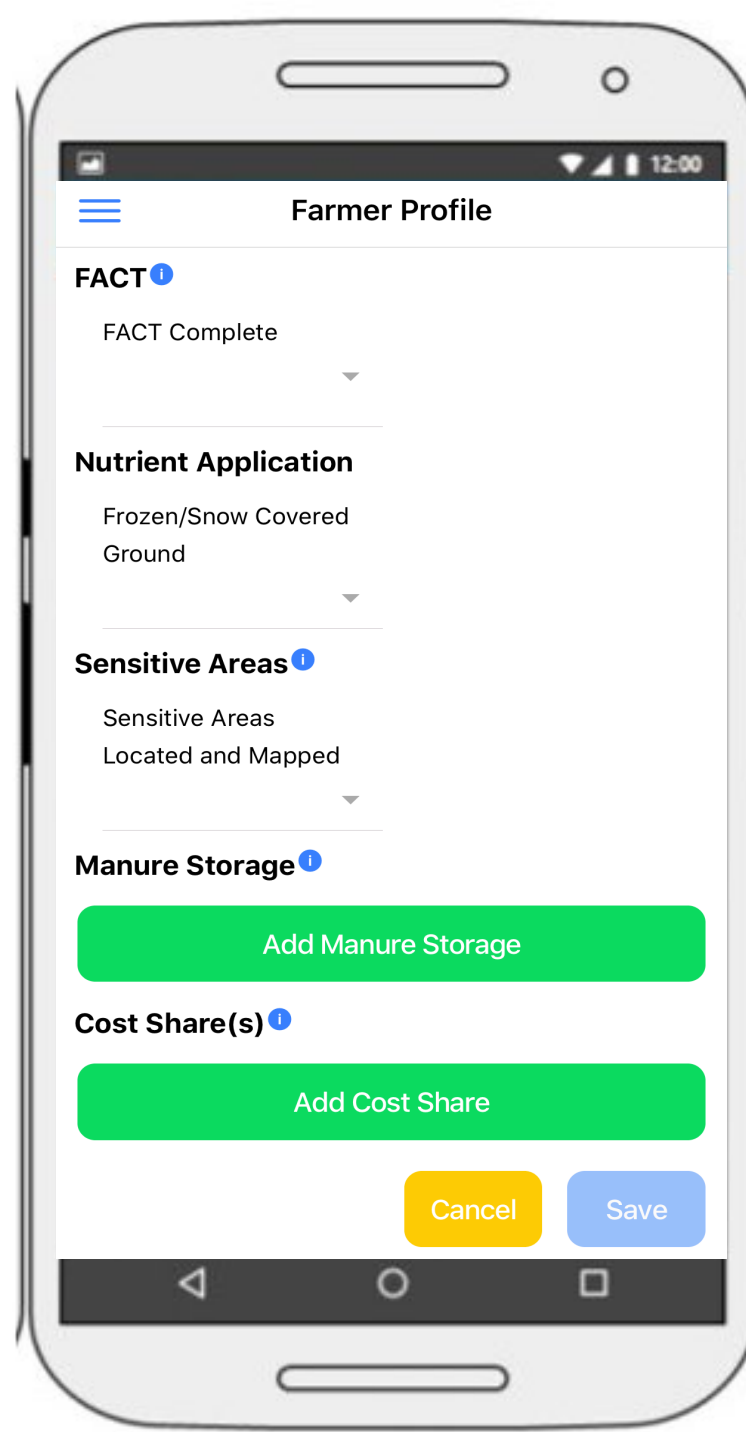 12:00
Farmer Profile
FACT i
FACT Complete
Nutrient Application
Frozen/Snow Covered
Ground
Sensitive Areas i
Sensitive Areas
Located and Mapped
Manure Storage i
Add Manure Storage
Cost Share(s) i
Add Cost Share
Cancel Save